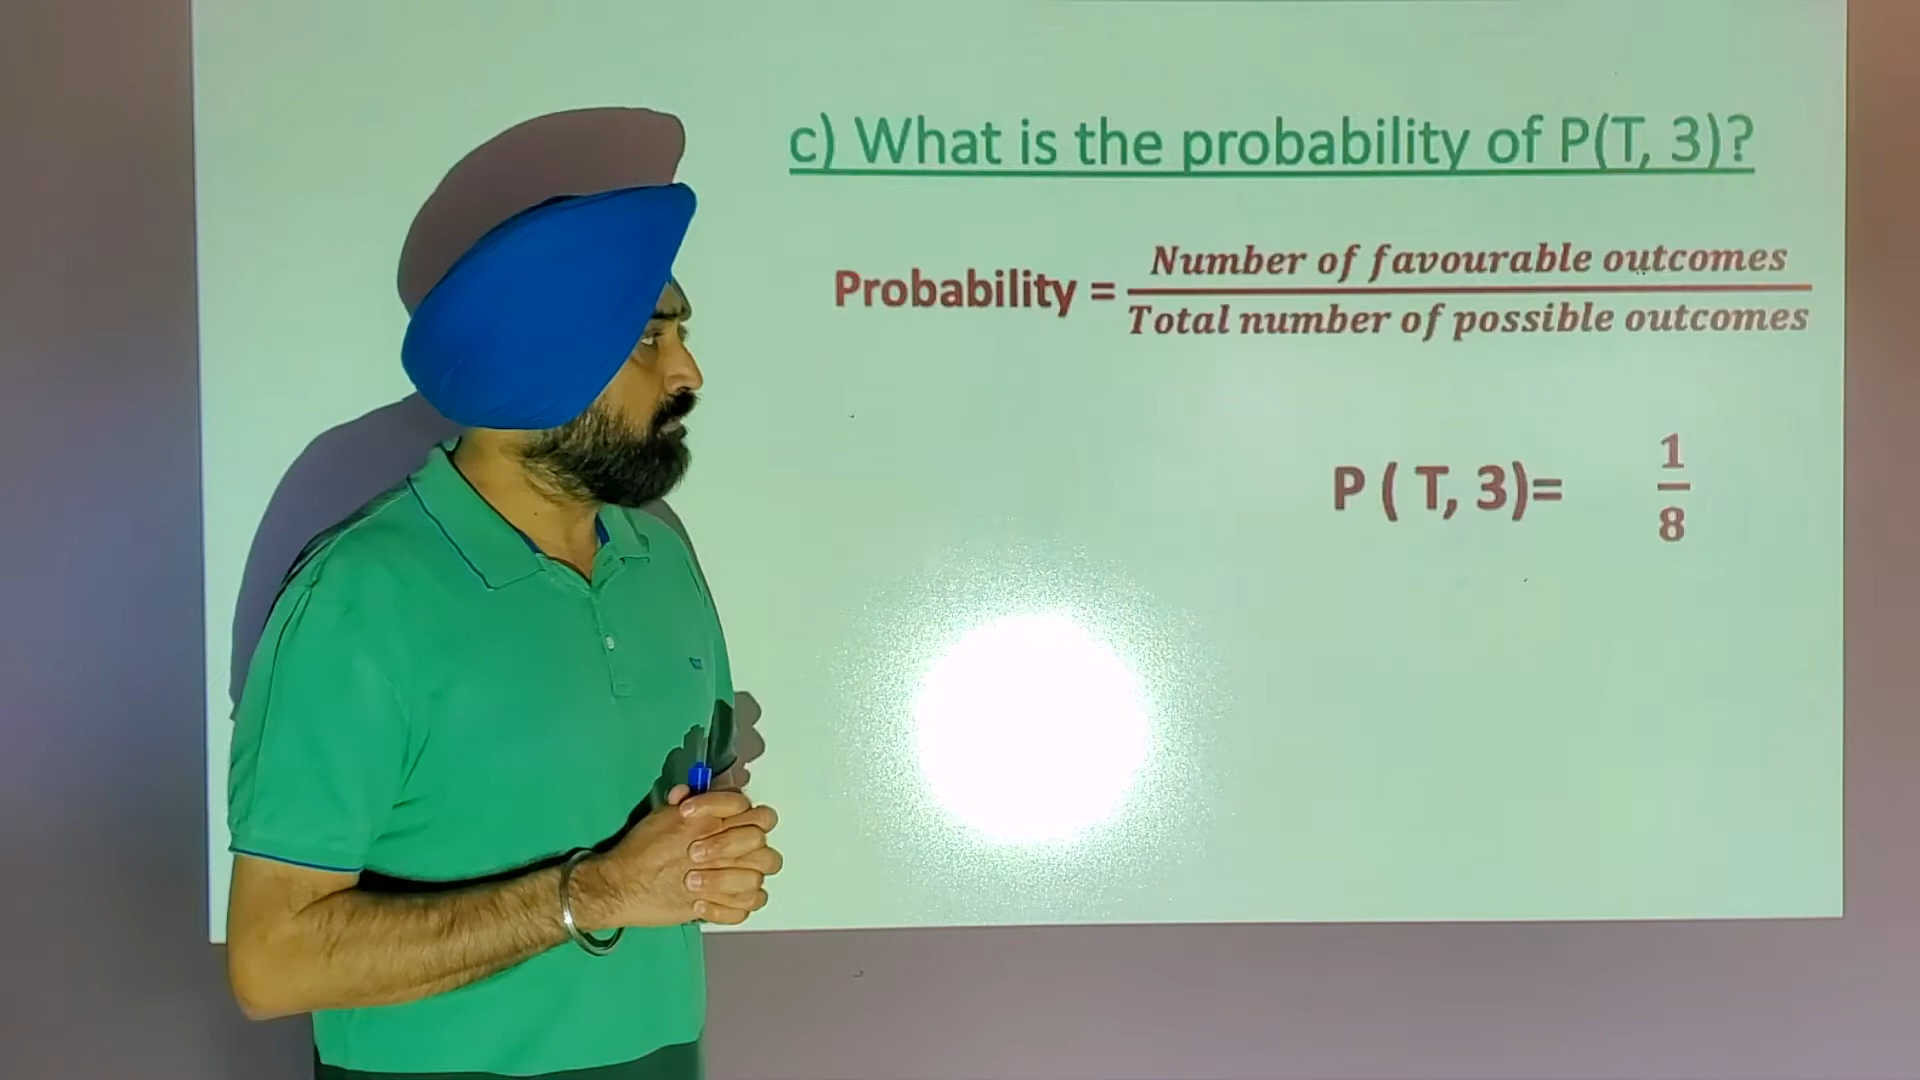 c) What is the probability of P(T, 3)?
Probability = Number of favourable outcomes / Total number of possible outcomes
P ( T, 3)= 1/8